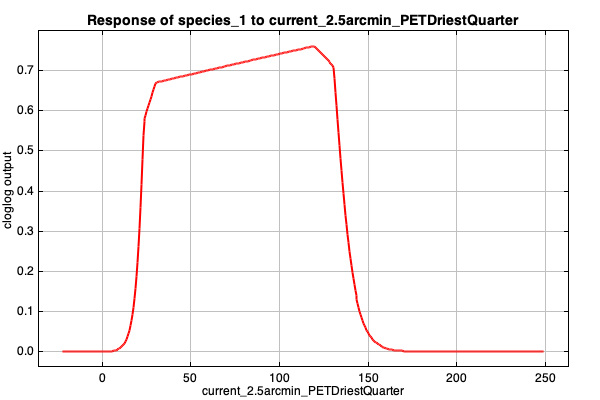 Response of species_1 to current_2.5arcmin_PETDriestQuarter
cloglog output
0.7
0.6
0.5
0.4
0.3
0.2
0.1
0.0
0 50 100 150 200 250
current_2.5arcmin_PETDriestQuarter